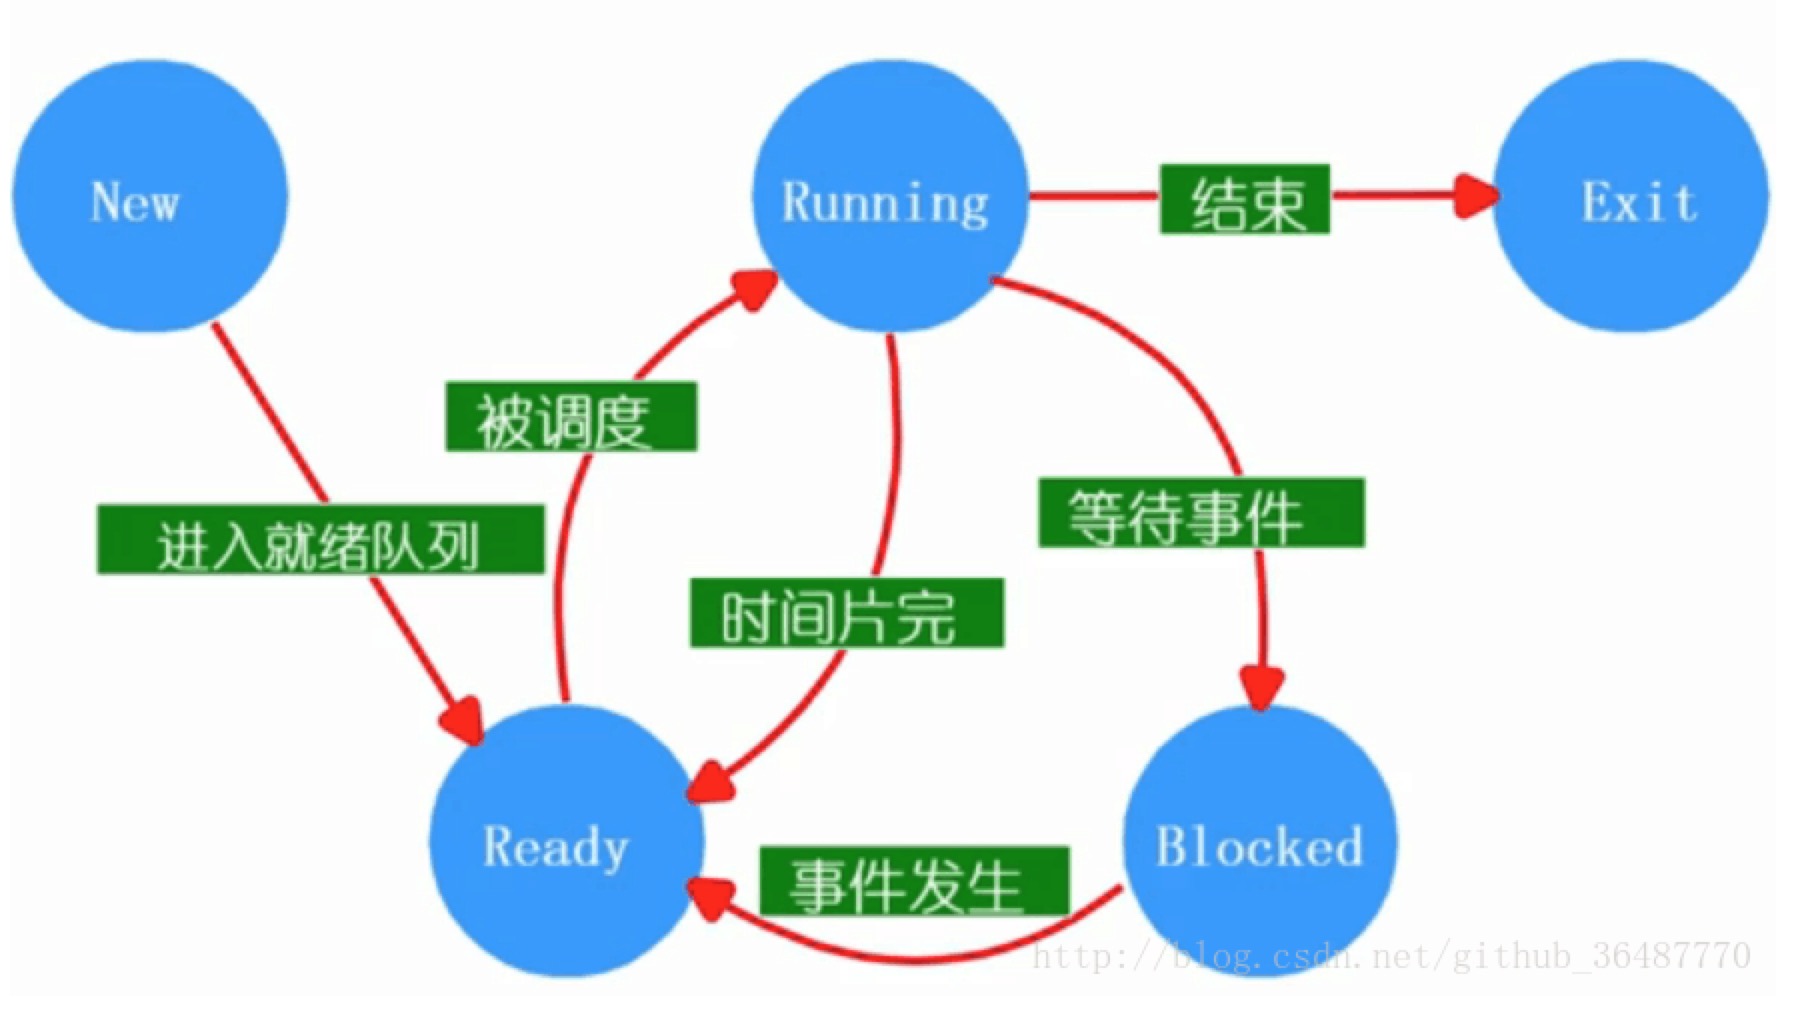 New
Running
结束
Exit
被调度
等待事件
进入就绪队列
时间片完
Ready
事件发生
Blocked
http://blog.csdn.net/github_36487770